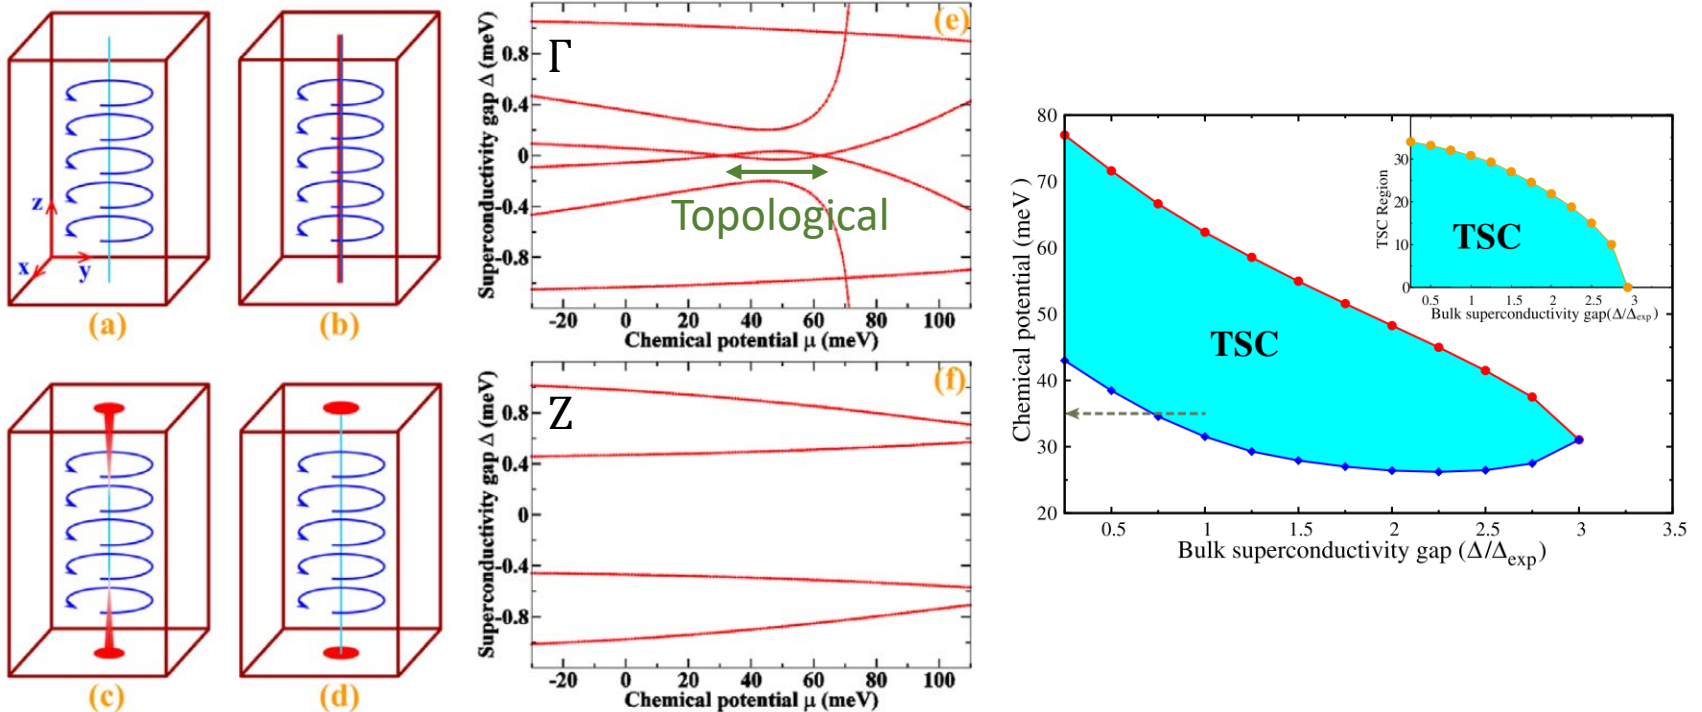 z
x
y
(a)
(b)
(c)
(d)
(e)
Γ
Superconductivity gap Δ (meV)
0.8
0.4
0
-0.4
-0.8
Topological
-20 0 20 40 60 80 100
Chemical potential μ (meV)
(f)
Z
Superconductivity gap Δ (meV)
0.8
0.4
0
-0.4
-0.8
-20 0 20 40 60 80 100
Chemical potential μ (meV)
Chemical potential (meV)
80
70
60
50
40
30
20
TSC
0.5 1 1.5 2 2.5 3 3.5
Bulk superconductivity gap (Δ/Δexp)
TSC Region
30
20
10
0
TSC
0.5 1 1.5 2 2.5 3
Bulk superconductivity gap(Δ/Δexp)